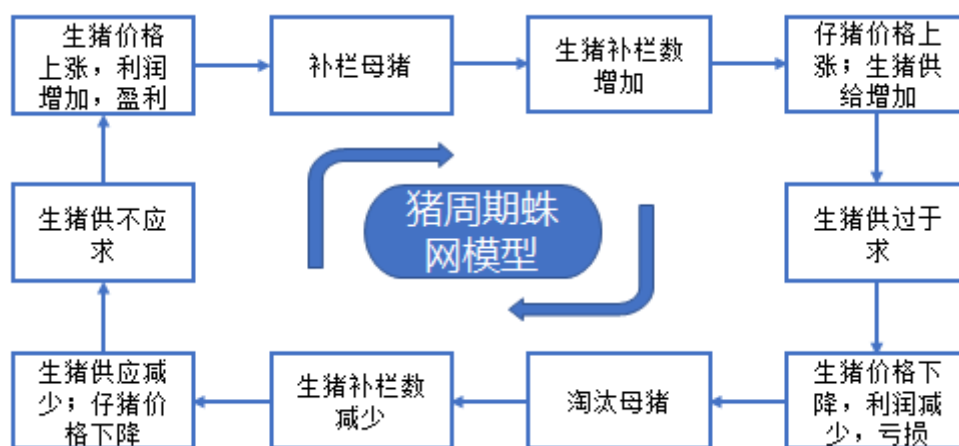 生猪价格
上涨，利润
增加，盈利
补栏母猪
生猪补栏数
增加
仔猪价格上
涨；生猪供
给增加
生猪供不应
求
猪周期蛛
网模型
生猪供过于
求
生猪供应减
少；仔猪价
格下降
生猪补栏数
减少
淘汰母猪
生猪价格下
降，利润减
少，亏损